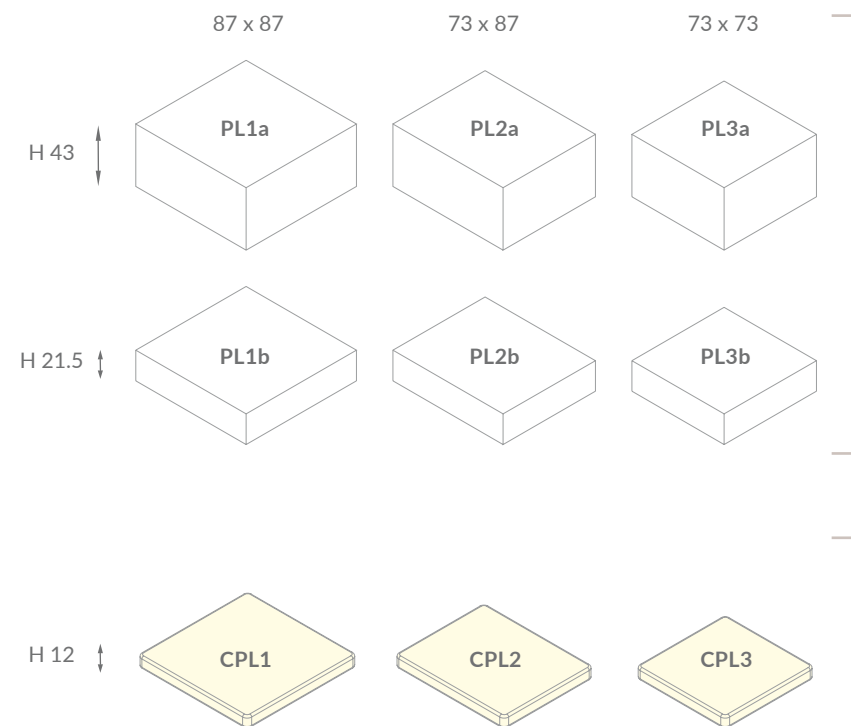 87 x 87 73 x 87 73 x 73
H 43 PL1a PL2a PL3a
H 21.5 PL1b PL2b PL3b
H 12 CPL1 CPL2 CPL3